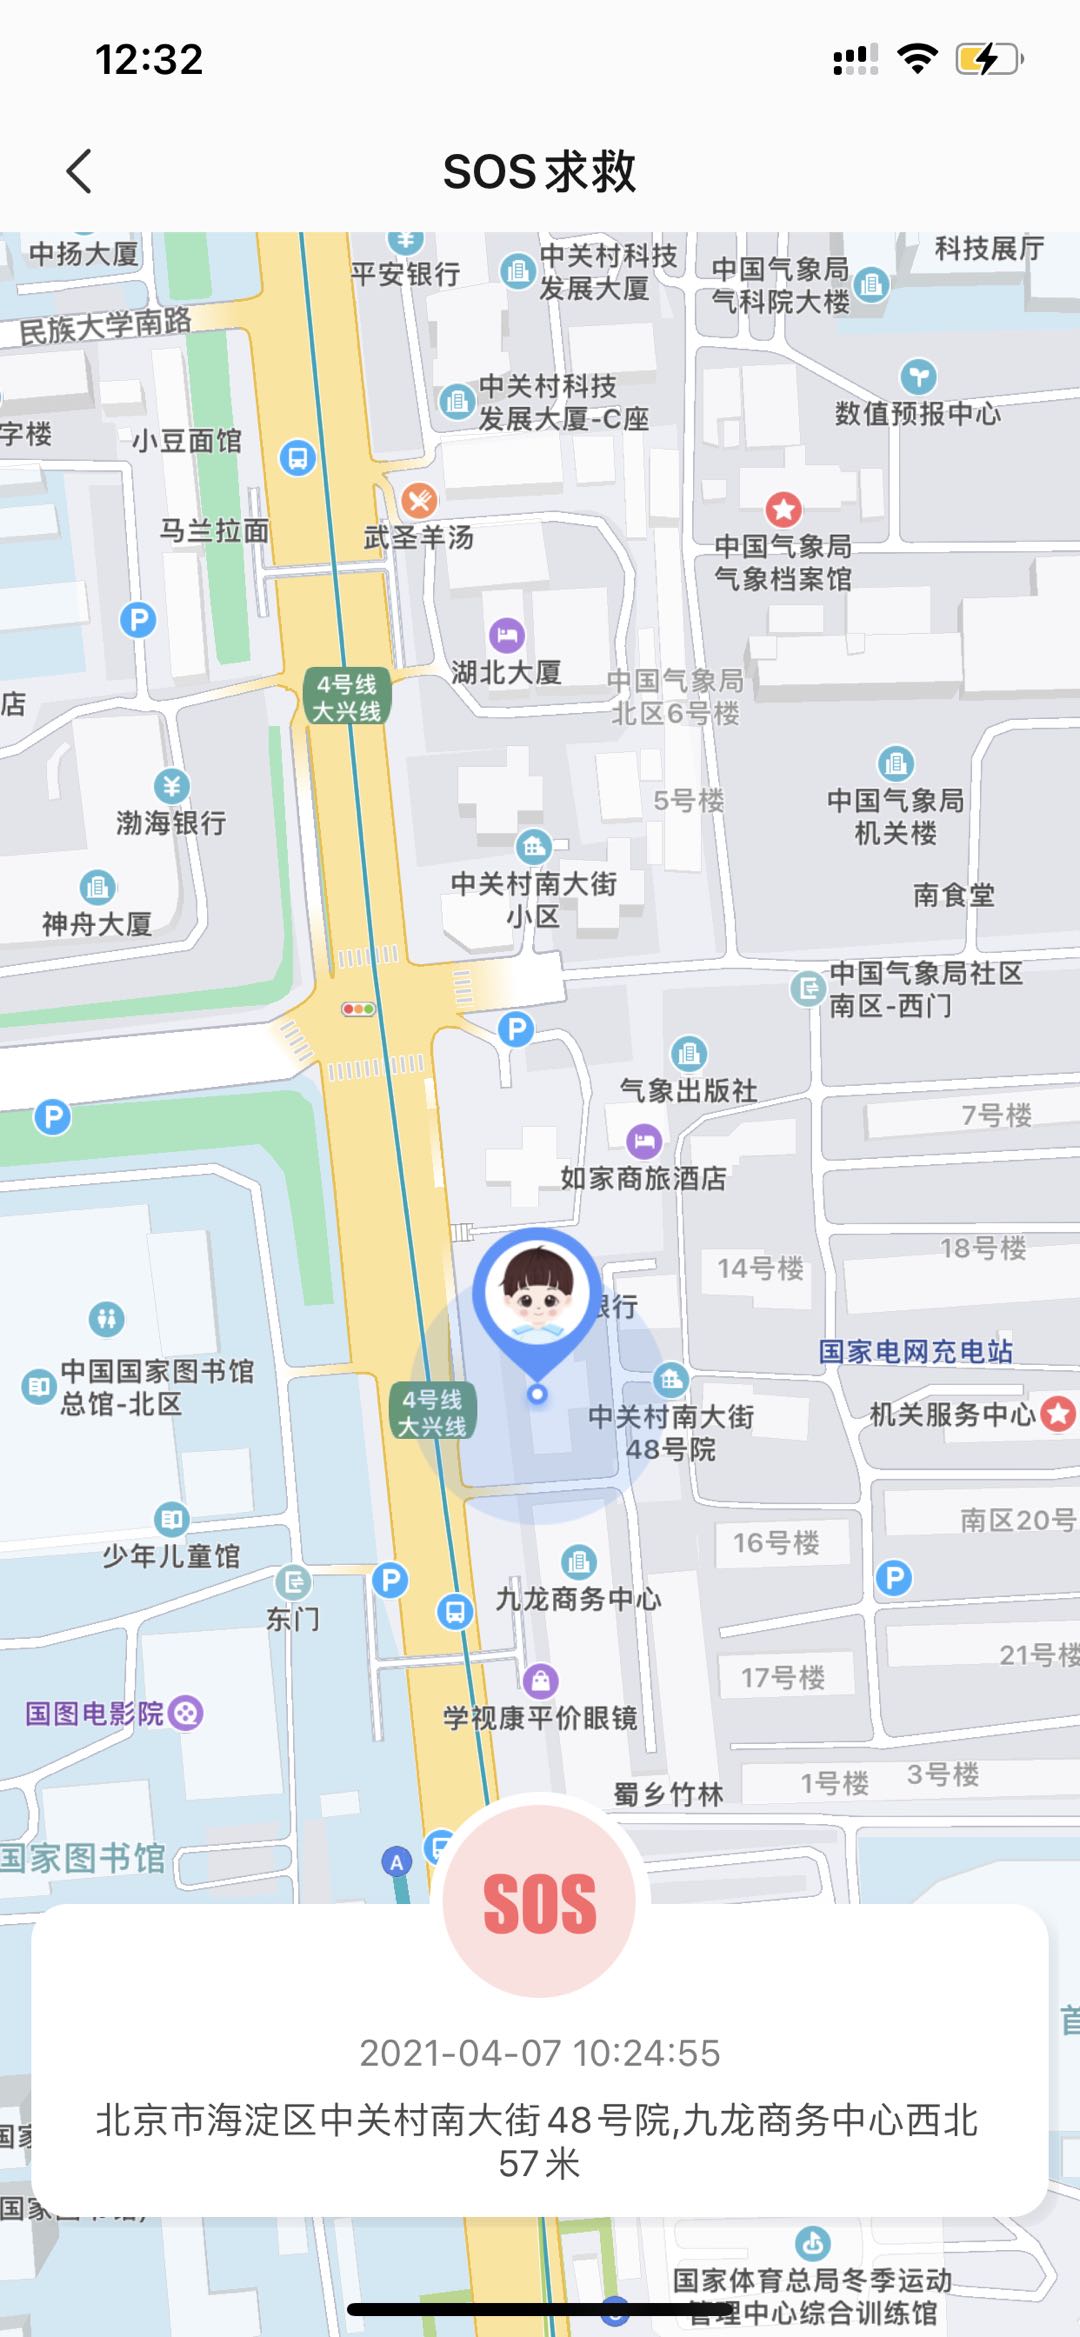 12:32
SOS求救
中扬大厦
平安银行
中关村科技
发展大厦
中国气象局
气科院大楼
科技展厅
民族大学南路
中关村科技
发展大厦-C座
数值预报中心
字楼
小豆面馆
马兰拉面
武圣羊汤
中国气象局
气象档案馆
P
湖北大厦
中国气象局
北区6号楼
店
4号线
大兴线
渤海银行
5号楼
中国气象局
机关楼
中关村南大街
小区
南食堂
神舟大厦
中国气象局社区
南区-西门
P
气象出版社
P
7号楼
如家商旅酒店
18号楼
14号楼
银行
国家电网充电站
中国国家图书馆
总馆-北区
4号线
大兴线
中关村南大街
48号院
机关服务中心
少年儿童馆
南区20号
16号楼
P
P
东门
九龙商务中心
21号楼
17号楼
国图电影院
学视康平价眼镜
蜀乡竹林
1号楼
3号楼
国家图书馆
A
SOS
2021-04-07 10:24:55
北京市海淀区中关村南大街48号院,九龙商务中心西北
57米
首
国家
国家体育总局冬季运动
管理中心综合训练馆